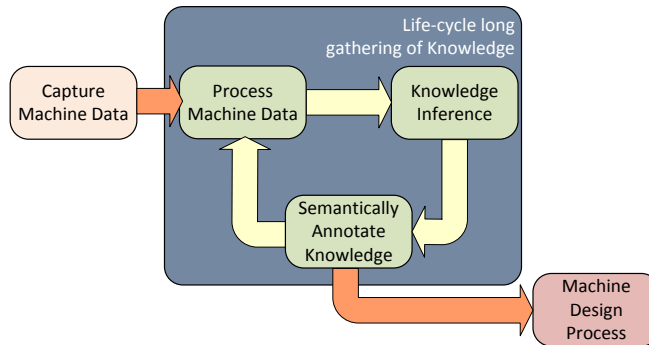 Life-cycle long
gathering of Knowledge
Capture
Machine Data
Process
Machine Data
Knowledge
Inference
Semantically
Annotate
Knowledge
Machine
Design
Process